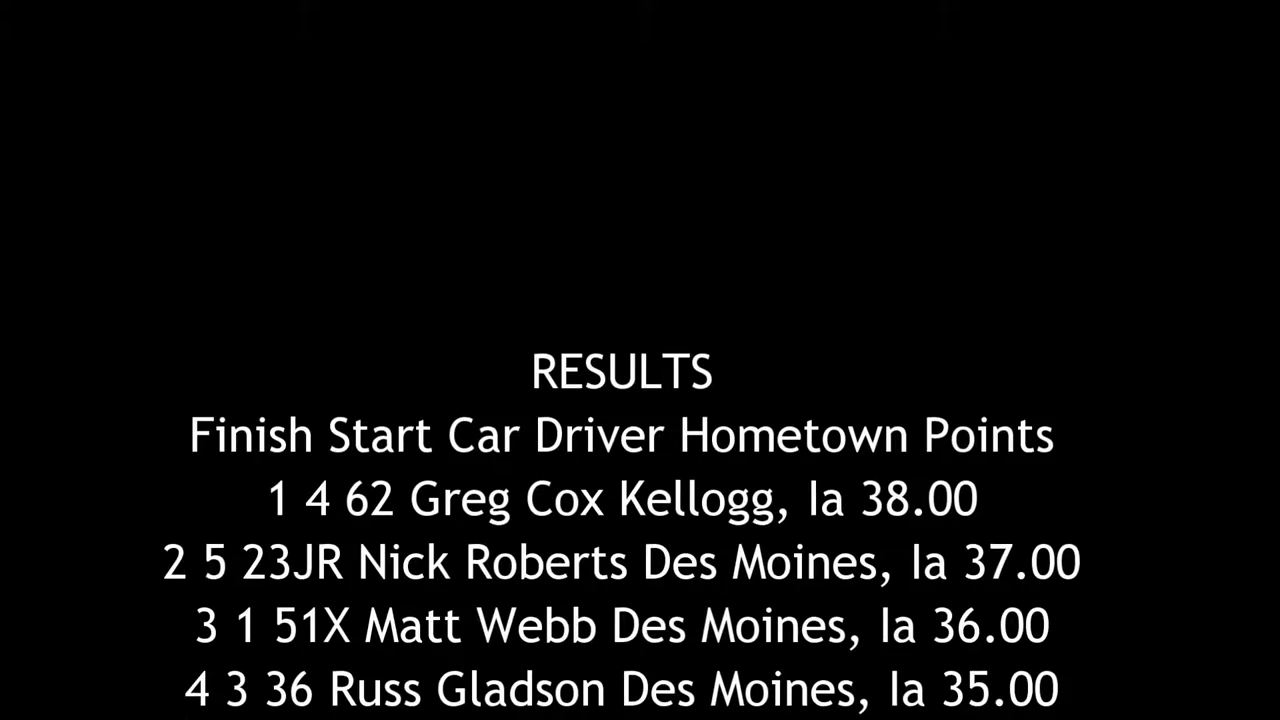 RESULTS
Finish Start Car Driver Hometown Points
1 4 62 Greg Cox Kellogg, Ia 38.00
2 5 23JR Nick Roberts Des Moines, Ia 37.00
3 1 51X Matt Webb Des Moines, Ia 36.00
4 3 36 Russ Gladson Des Moines, Ia 35.00